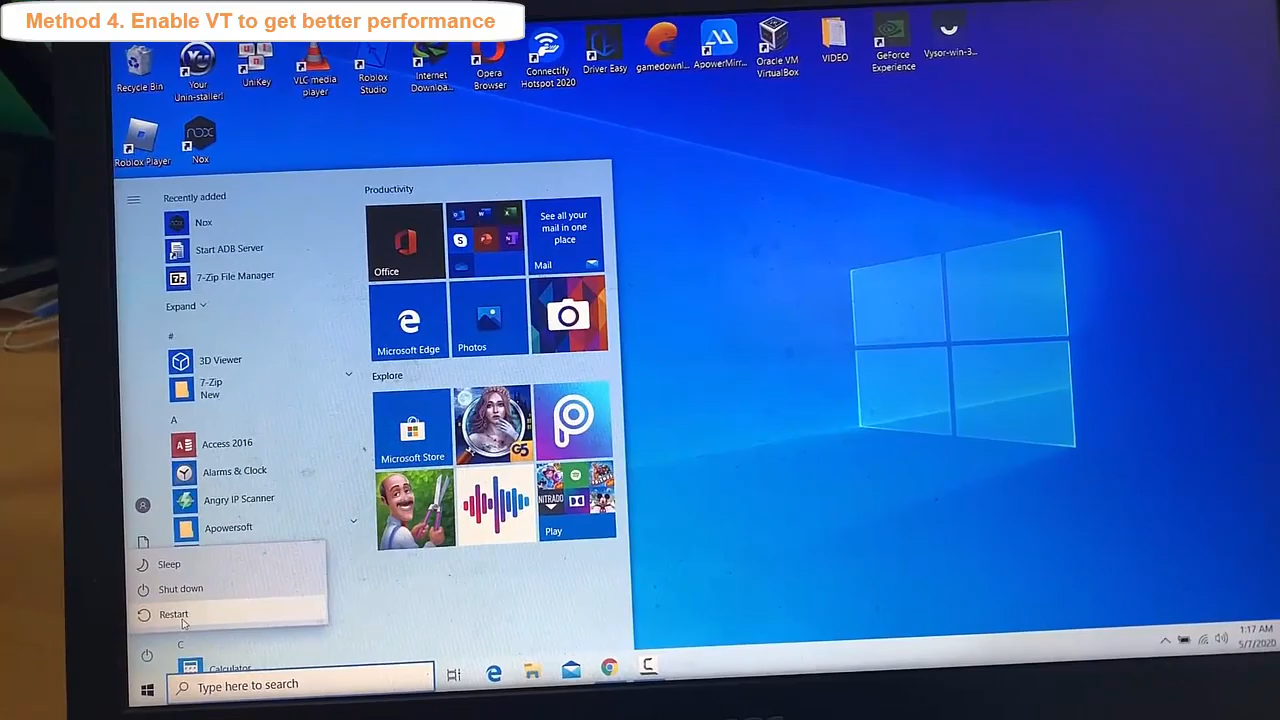 Method 4. Enable VT to get better performance
Recycle Bin
Your
Unin-staller!
UniKey
VLC media
player
Roblox
Studio
Internet
Downloa...
Opera
Browser
Connectify
Hotspot 2020
Driver Easy
gamedownl...
ApowerMirr...
Oracle VM
VirtualBox
VIDEO
GeForce
Experience
Vysor-win-3...
Roblox Player
Nox
Recently added
Nox
Start ADB Server
7-Zip File Manager
Expand
#
3D Viewer
7-Zip
New
A
Access 2016
Alarms & Clock
Angry IP Scanner
Apowersoft
Sleep
Shut down
Restart
C
Calculator
Productivity
Office
See all your
mail in one
place
Mail
Microsoft Edge
Photos
Explore
Microsoft Store
G5
NITRADO
Play
Type here to search
1:17 AM
5/7/2020